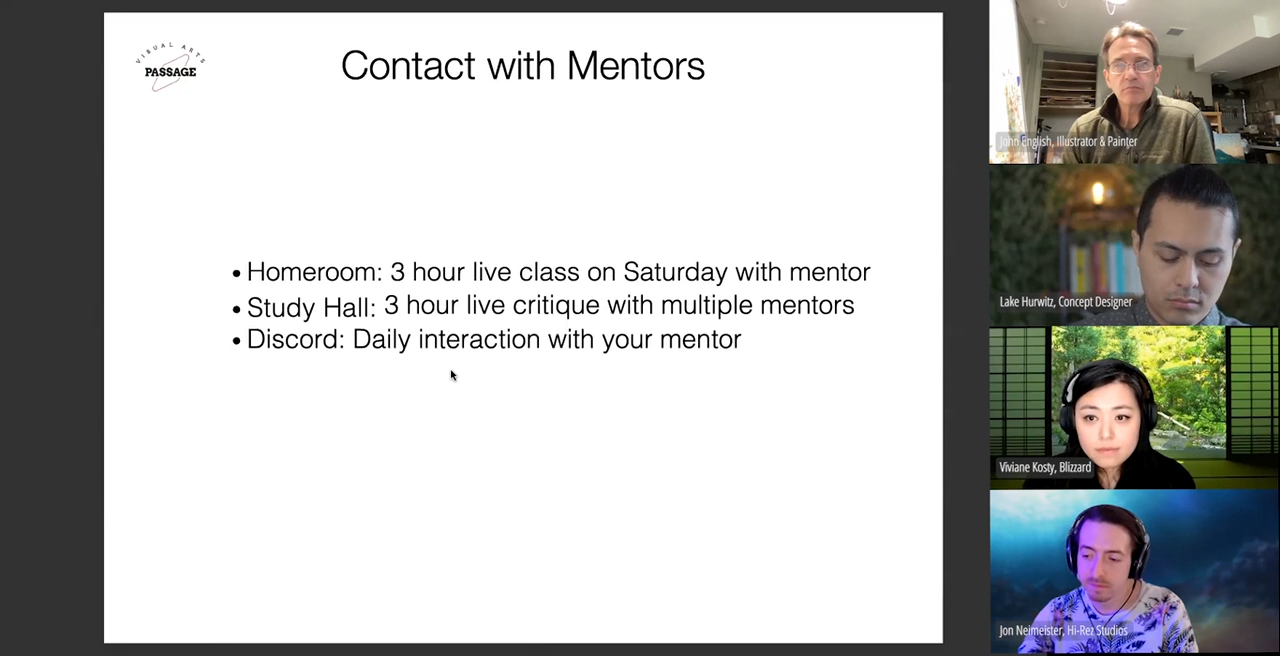 VISUAL ARTS
PASSAGE
Contact with Mentors
• Homeroom: 3 hour live class on Saturday with mentor
• Study Hall: 3 hour live critique with multiple mentors
• Discord: Daily interaction with your mentor
John English, Illustrator & Painter
Lake Hurwitz, Concept Designer
Viviane Kosty, Blizzard
Jon Neimeister, Hi-Rez Studios